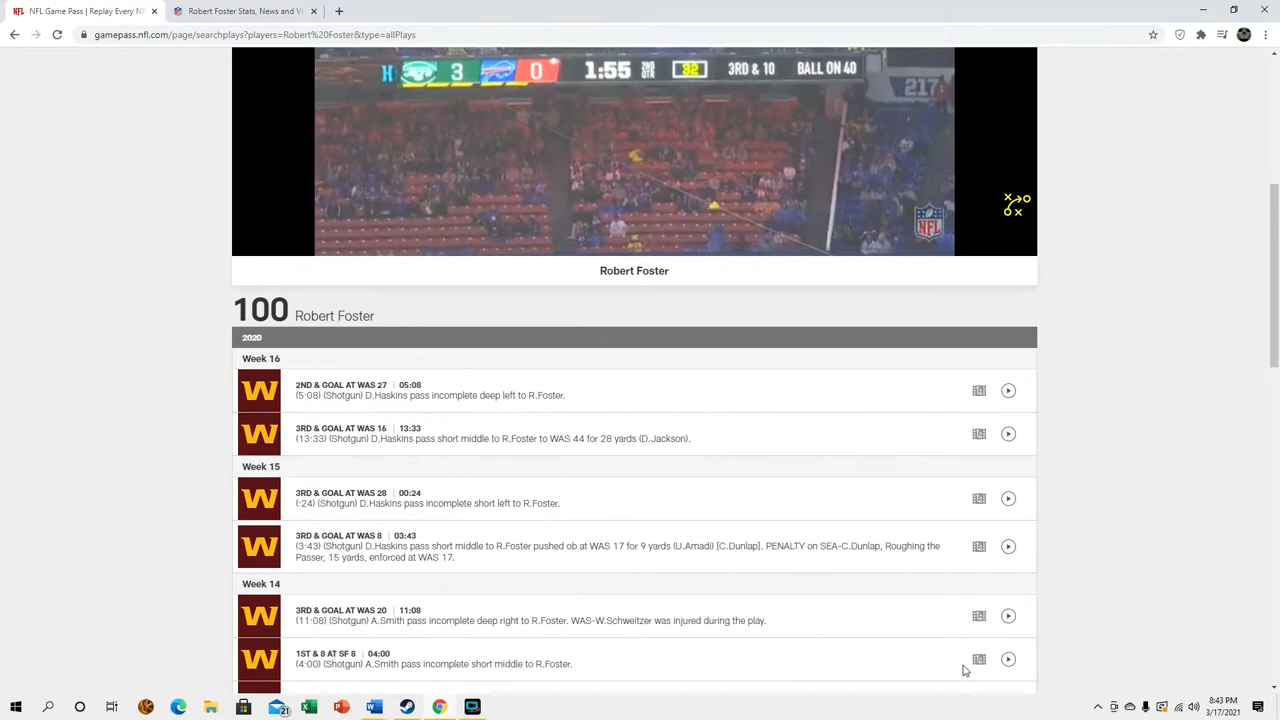 NFL Game Pass | Replay Every N
Robert Foster Stats, News and V
gamepass.nfl.com/page/searchplays?players=Robert%20Foster&type=allPlays
3 0 1:55 2ND QTR 32 3RD & 10 BALL ON 40
217
NFL
Robert Foster
100 Robert Foster
2020
Week 16
2ND & GOAL AT WAS 27 | 05:08
(5:08) (Shotgun) D.Haskins pass incomplete deep left to R.Foster.
3RD & GOAL AT WAS 16 | 13:33
(13:33) (Shotgun) D.Haskins pass short middle to R.Foster to WAS 44 for 28 yards (D.Jackson).
Week 15
3RD & GOAL AT WAS 28 | 00:24
(:24) (Shotgun) D.Haskins pass incomplete short left to R.Foster.
3RD & GOAL AT WAS 8 | 03:43
(3:43) (Shotgun) D.Haskins pass short middle to R.Foster pushed ob at WAS 17 for 9 yards (U.Amadi) [C.Dunlap]. PENALTY on SEA-C.Dunlap, Roughing the
Passer, 15 yards, enforced at WAS 17.
Week 14
3RD & GOAL AT WAS 20 | 11:08
(11:08) (Shotgun) A.Smith pass incomplete deep right to R.Foster. WAS-W.Schweitzer was injured during the play.
1ST & 8 AT SF 8 | 04:00
(4:00) (Shotgun) A.Smith pass incomplete short middle to R.Foster.
21
8:43 PM
3/17/2021